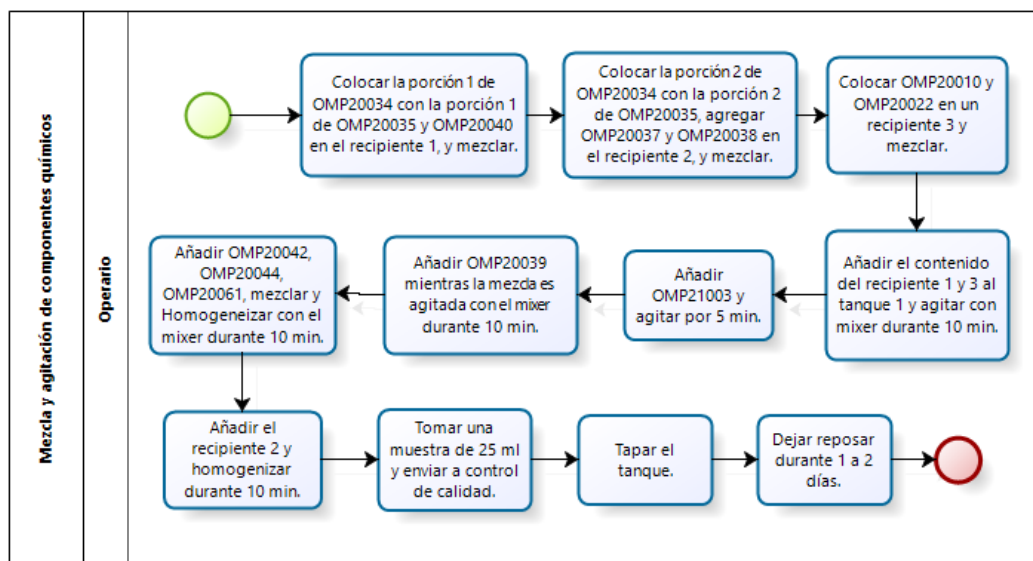 Mezcla y agitación de componentes químicos
Operario
Colocar la porción 1 de
OMP20034 con la porción 1
de OMP20035 y OMP20040
en el recipiente 1, y mezclar.
Colocar la porción 2 de
OMP20034 con la porción 2
de OMP20035, agregar
OMP20037 y OMP20038 en
el recipiente 2, y mezclar.
Colocar OMP20010 y
OMP20022 en un
recipiente 3 y
mezclar.
Añadir el contenido
del recipiente 1 y 3 al
tanque 1 y agitar con
mixer durante 10 min.
Añadir
OMP21003 y
agitar por 5 min.
Añadir OMP20039
mientras la mezda es
agitada con el mixer
durante 10 min.
Añadir OMP20042,
OMP20044,
OMP20061, mezclar y
Homogeneizar con el
mixer durante 10 min.
Añadir el
recipiente 2 y
homogenizar
durante 10 min.
Tomar una
muestra de 25 ml
y enviar a control
de calidad.
Tapar el
tanque.
Dejar reposar
durante 1 a 2
días.